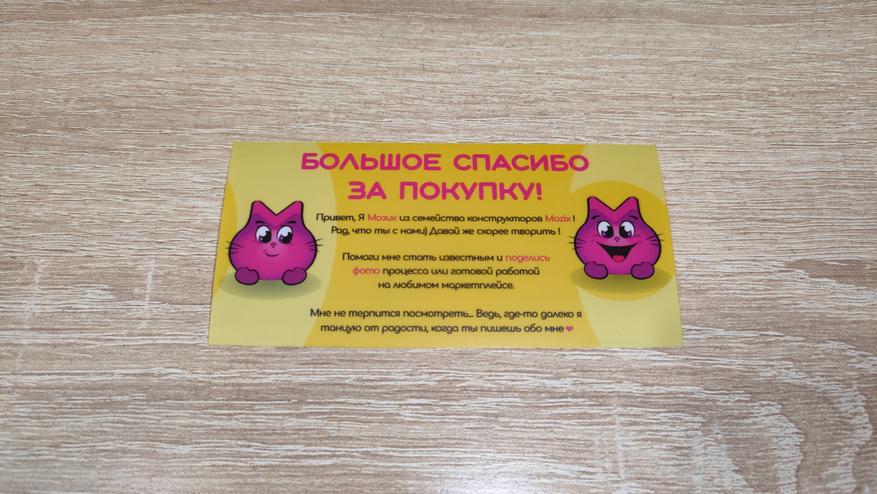 БОЛЬШОЕ СПАСИБО
ЗА ПОКУПКУ!
Привет, Я Мозик из семейства конструкторов Mozix!
Рад, что ты с нами) Давай же скорее творить!
Помоги мне стать известным и поделись
фото процесса или готовой работой
на любимом маркетплейсе.
Мне не терпится посмотреть... Ведь, где-то далеко я
танцую от радости, когда ты пишешь обо мне❤